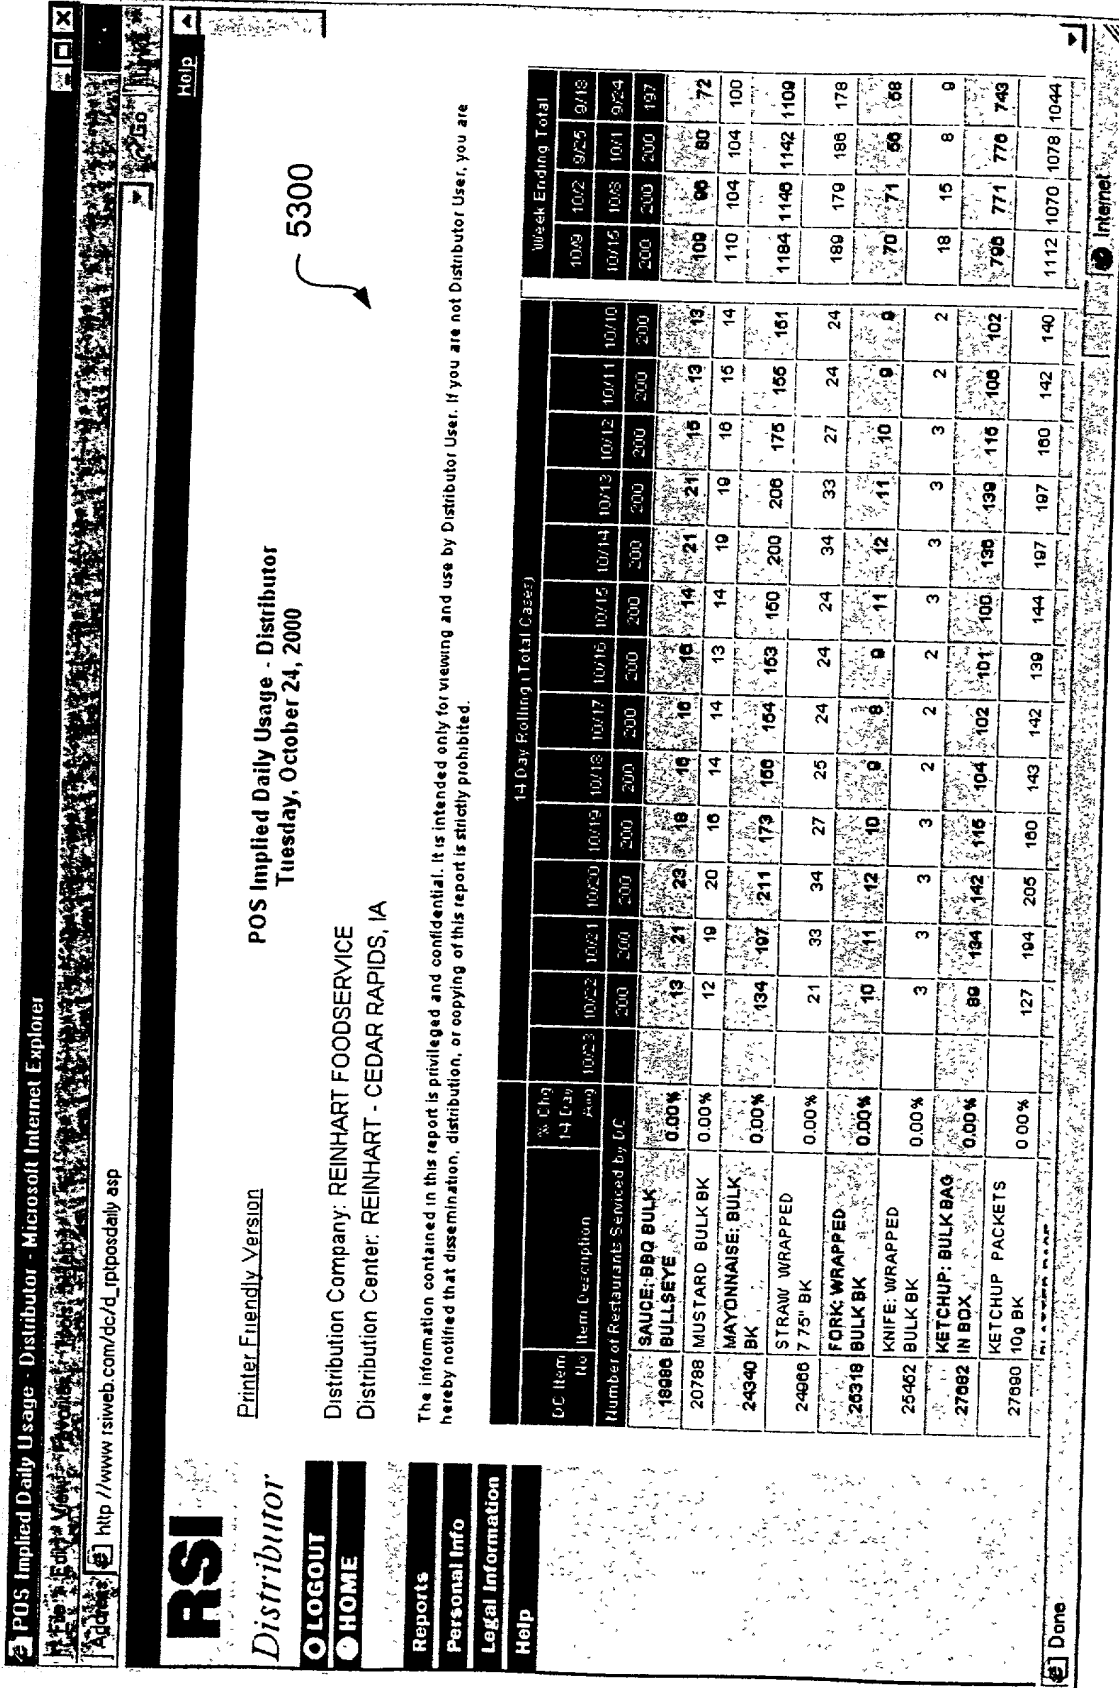 POS Implied Daily Usage - Distributor - Microsoft Internet Explorer
File Edit View Favorites Tools Help
Address http //www rsiweb.com/dc/d_rptposdaily asp
Go
RSI
Help
Distributor
LOGOUT
HOME
Reports
Personal Info
Legal Information
Help
Printer Friendly Version
POS Implied Daily Usage - Distributor
Tuesday, October 24, 2000
5300
Distribution Company: REINHART FOODSERVICE
Distribution Center: REINHART - CEDAR RAPIDS, IA
The information contained in this report is privileged and confidential. It is intended only for viewing and use by Distributor User. If you are not Distributor User, you are
hereby notified that dissemination, distribution, or copying of this report is strictly prohibited.
14 Day Rolling (Total Cases) Week Ending Total
DC Item No Item Description % Chg 14 Day Avg 10/23 10/22 10/21 10/20 10/19 10/18 10/17 10/16 10/15 10/14 10/13 10/12 10/11 10/10 10/9 10/2 9/25 9/18
10/15 10/8 10/1 9/24
Number of Restaurants Serviced by DC 200 200 200 200 200 200 200 200 200 200 200 200 200 200 200 200 197
18986 SAUCE: BBQ BULK BULLSEYE 0.00% 13 21 23 18 16 16 16 14 21 21 15 13 13 109 96 80 72
20788 MUSTARD BULK BK 0.00% 12 19 20 16 14 14 13 14 19 19 16 15 14 110 104 104 100
24340 MAYONNAISE: BULK BK 0.00% 134 197 211 173 156 154 153 150 200 206 175 155 151 1184 1146 1142 1109
24966 STRAW WRAPPED 7 75" BK 0.00% 21 33 34 27 25 24 24 24 34 33 27 24 24 189 179 186 178
25318 FORK: WRAPPED BULK BK 0.00% 10 11 12 10 9 8 9 11 12 11 10 9 9 70 71 56 58
25462 KNIFE: WRAPPED BULK BK 0.00% 3 3 3 3 2 2 2 3 3 3 3 2 2 18 15 8 9
27682 KETCHUP: BULK BAG IN BOX 0.00% 89 134 142 115 104 102 101 100 136 139 115 106 102 795 771 776 743
27690 KETCHUP PACKETS 10g BK 0 00% 127 194 205 160 143 142 139 144 197 197 160 142 140 1112 1070 1078 1044
Done
Internet